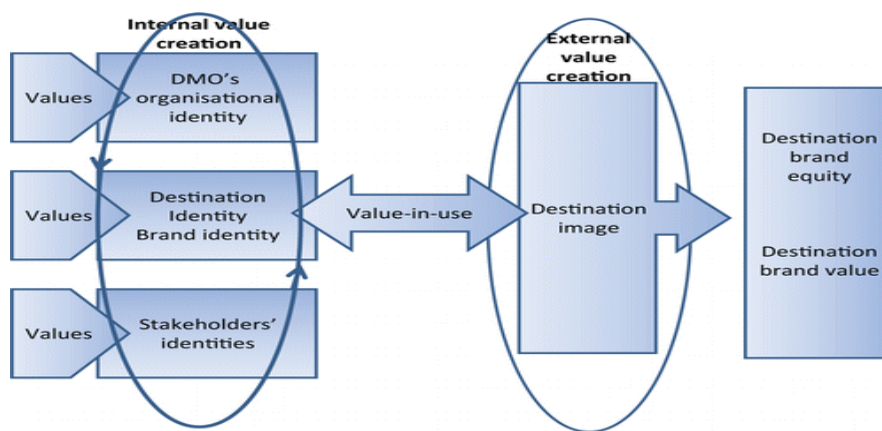 Internal value
creation
Values
DMO's
organisational
identity
Values
Destination
Identity
Brand identity
Values
Stakeholders'
identities
Value-in-use
External
value
creation
Destination
image
Destination
brand
equity
Destination
brand value